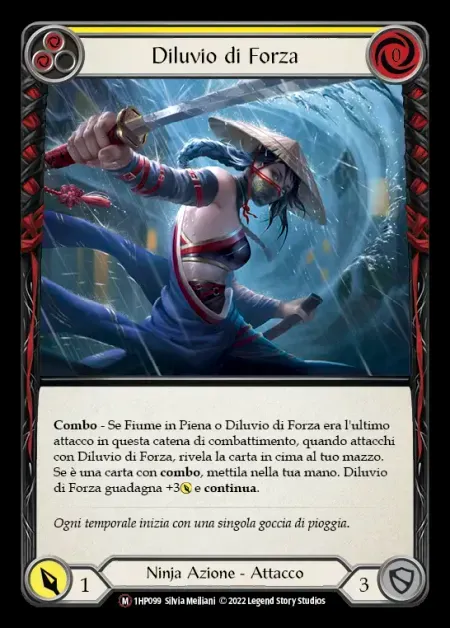 Diluvio di Forza
0
Combo - Se Fiume in Piena o Diluvio di Forza era l'ultimo
attacco in questa catena di combattimento, quando attacchi
con Diluvio di Forza, rivela la carta in cima al tuo mazzo.
Se è una carta con combo, mettila nella tua mano. Diluvio
di Forza guadagna +3 e continua.
Ogni temporale inizia con una singola goccia di pioggia.
1
Ninja Azione - Attacco
3
M 1HP099 Silvia Meiliani © 2022 Legend Story Studios